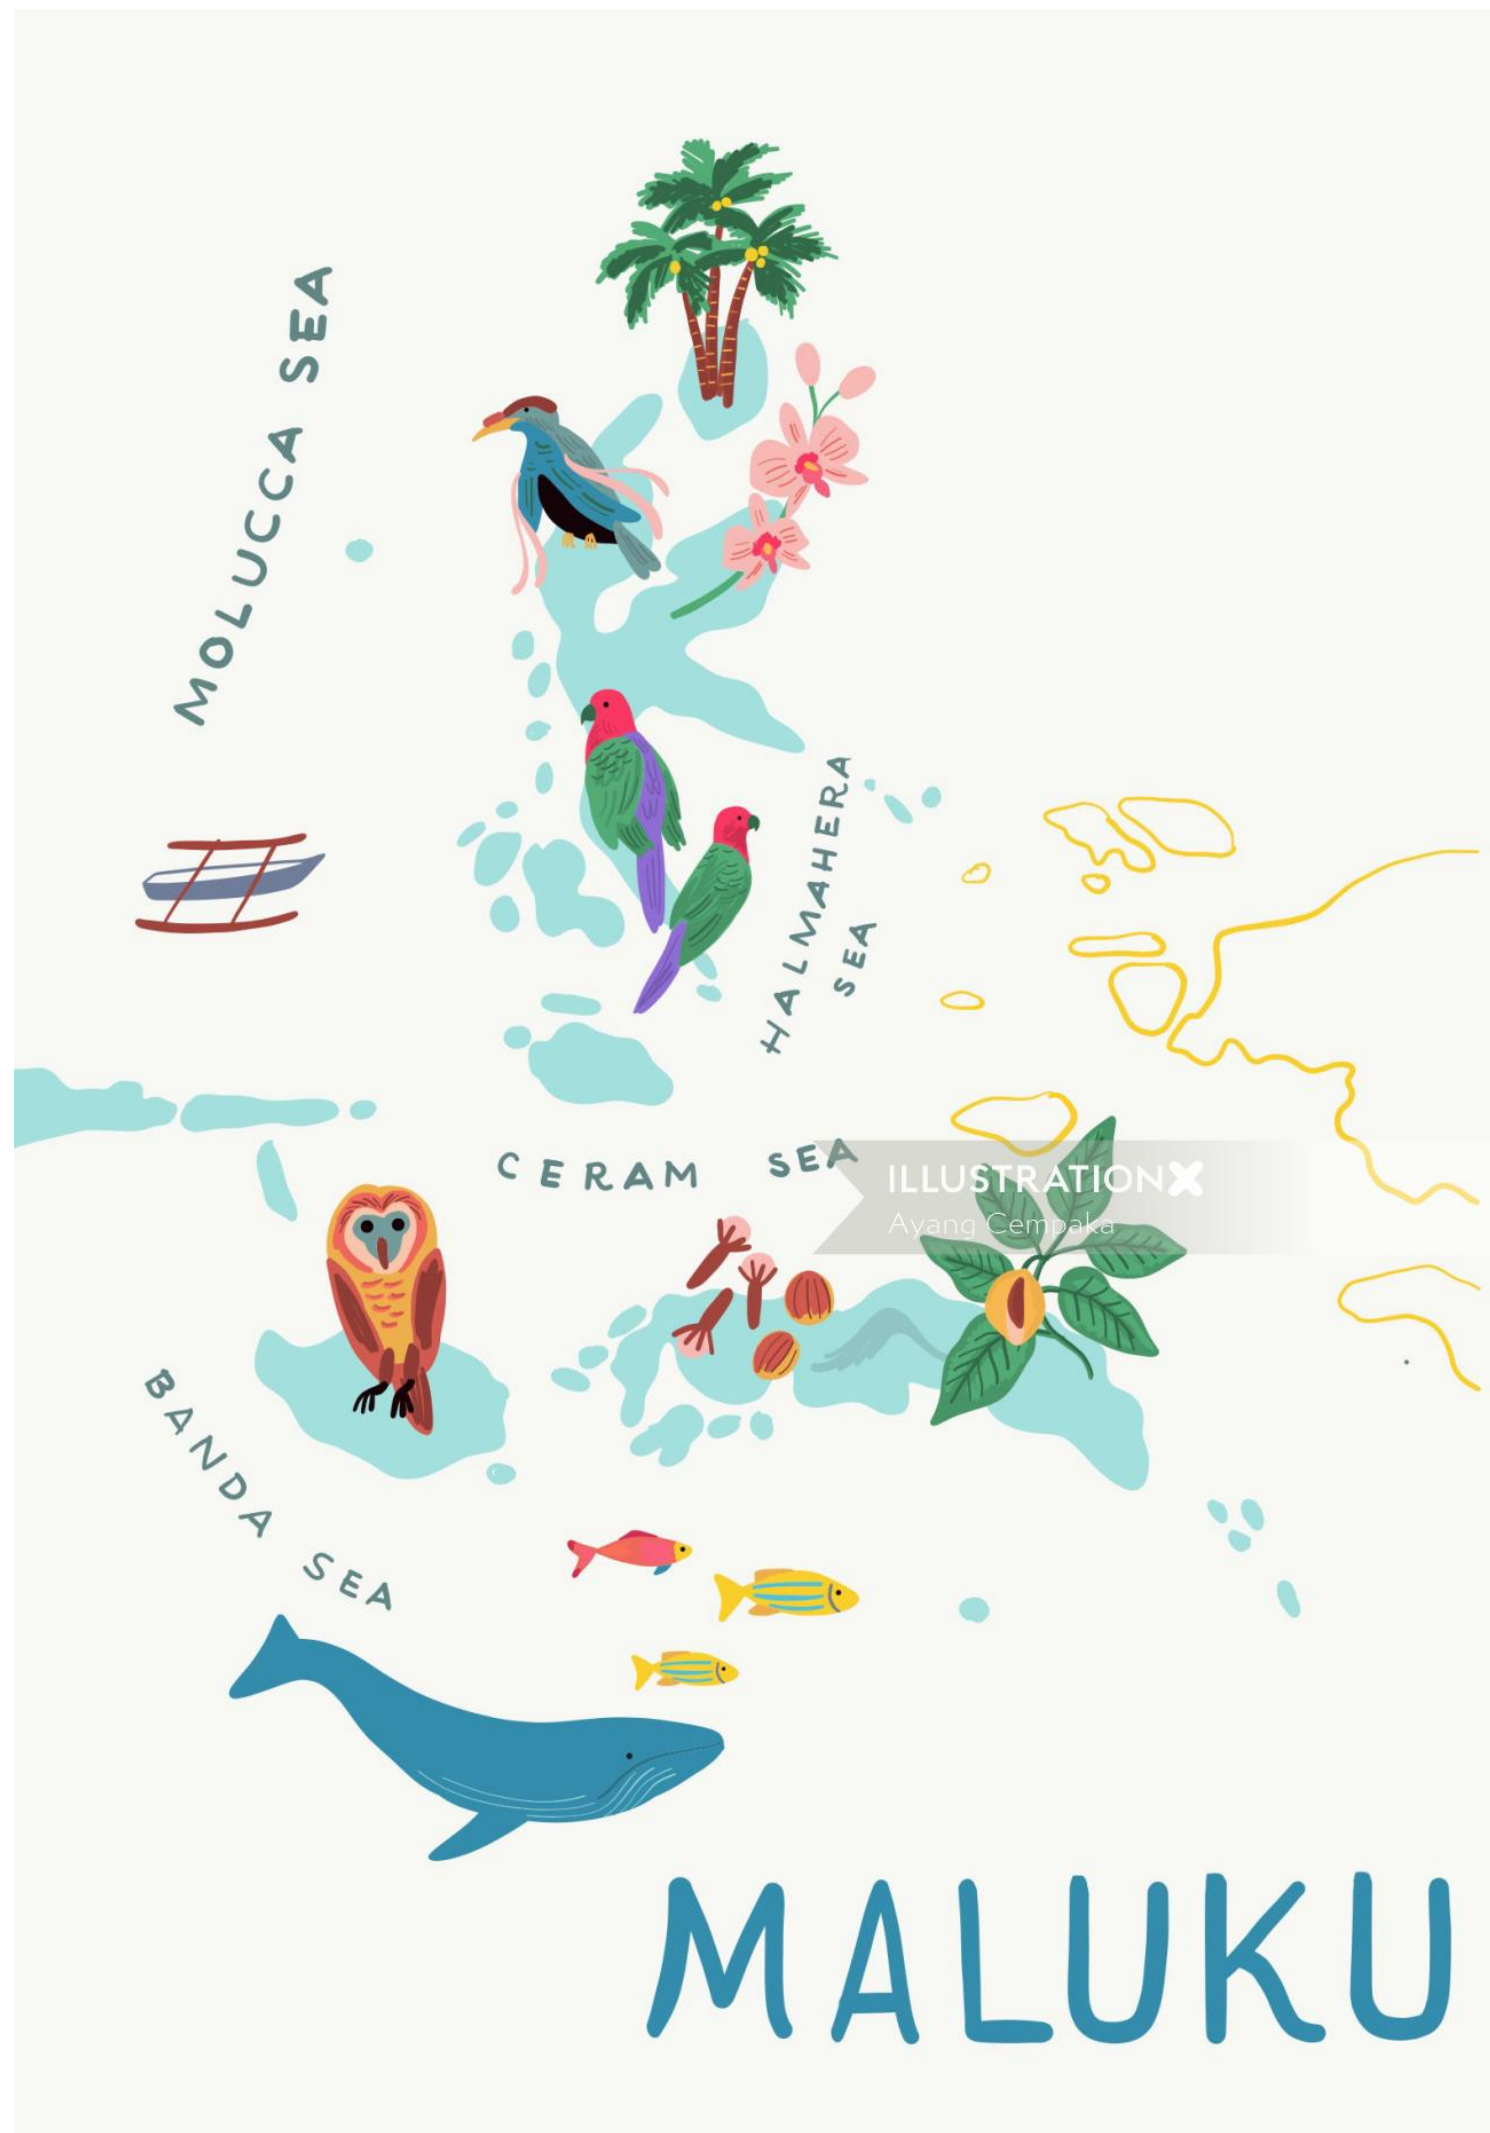 MOLUCCA SEA
HALMAHERA
SEA
CERAM SEA
ILLUSTRATIONX
Ayang Cempaka
BANDA SEA
MALUKU